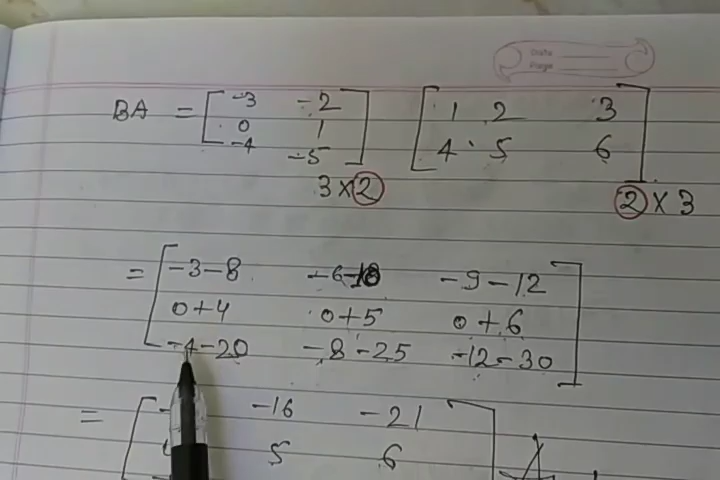 Date
Page
BA = [ -3 -2 ] [ 1 2 3 ]
0 1 4 5 6
-4 -5
3 × 2 2 × 3
= [ -3-8 -6-10 -9-12 ]
0+4 0+5 0+6
-4-20 -8-25 -12-30
= [ -16 -21
5 6 ]